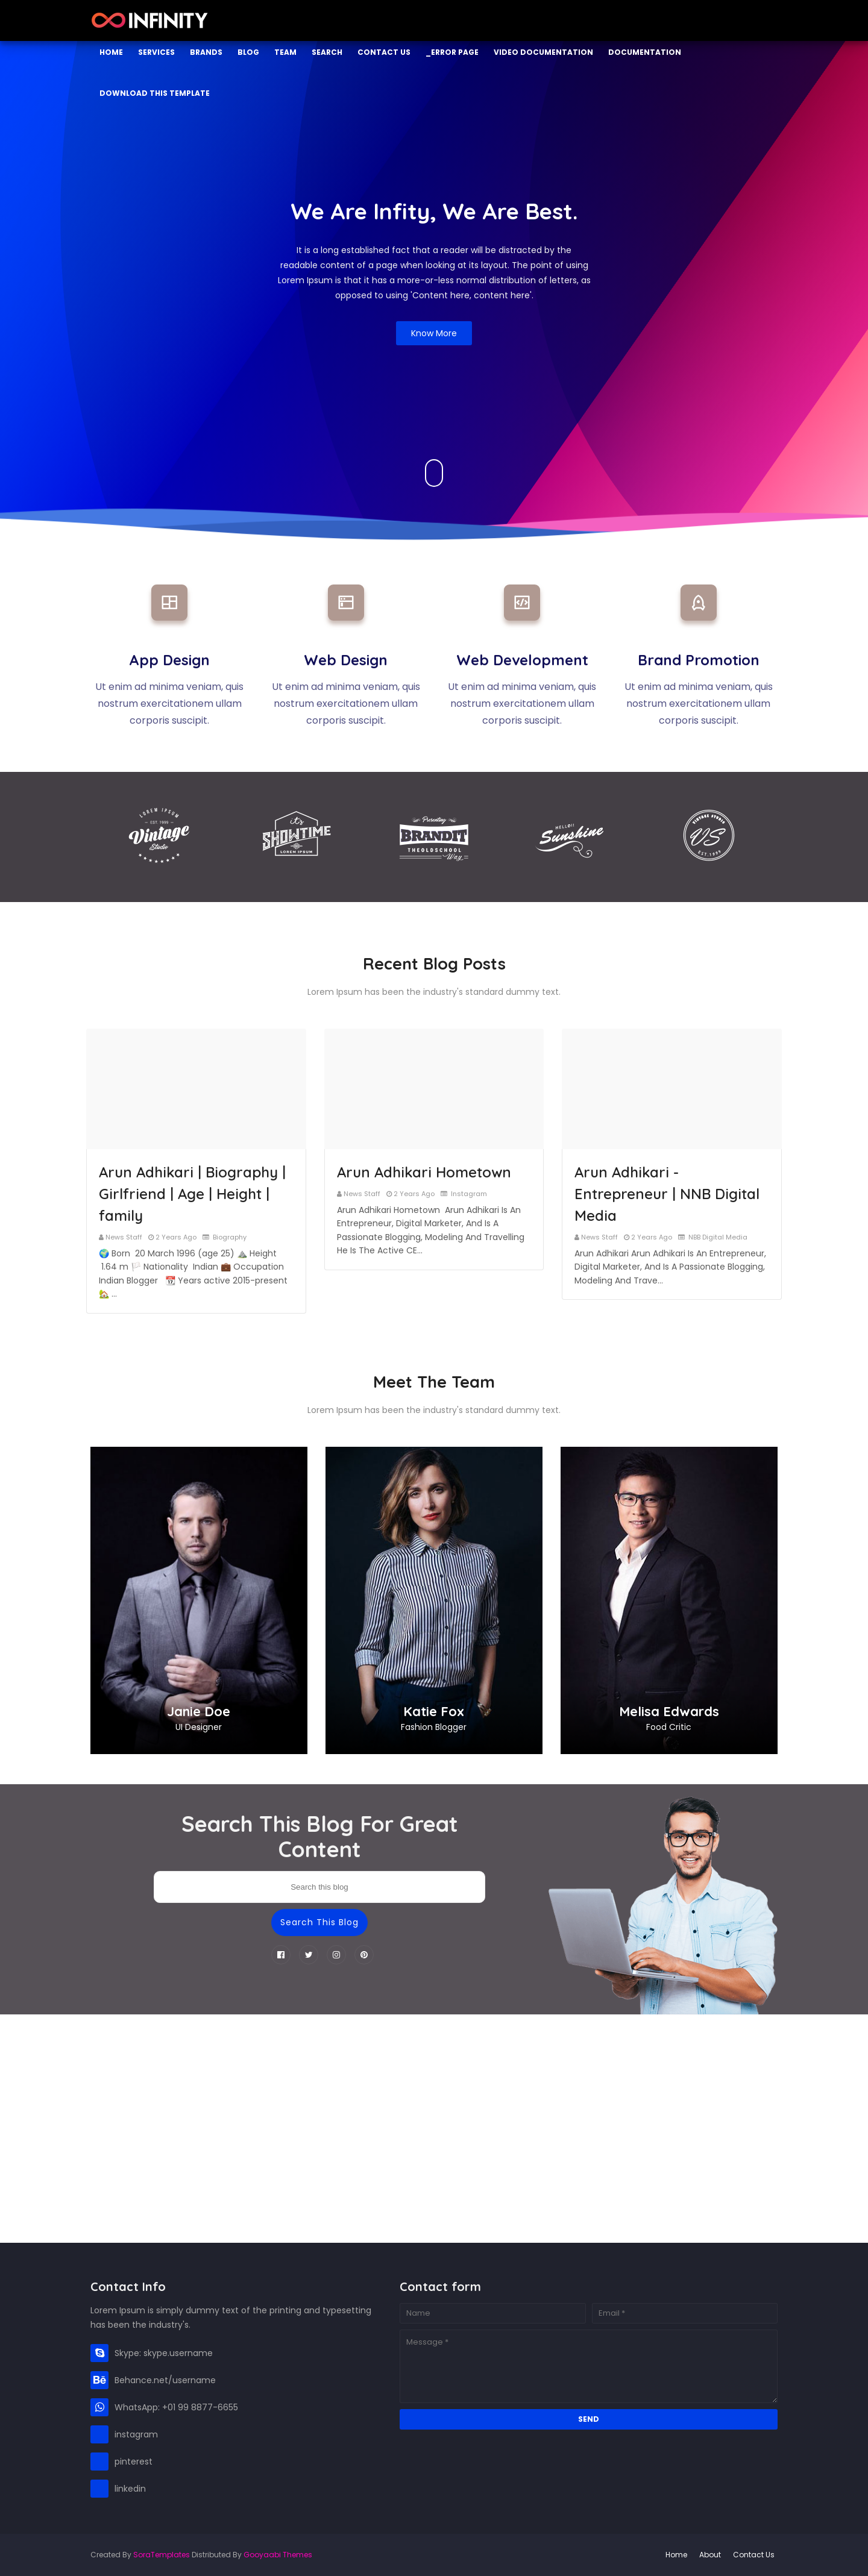 INFINITY
HOME SERVICES BRANDS BLOG TEAM SEARCH CONTACT US _ERROR PAGE VIDEO DOCUMENTATION DOCUMENTATION
DOWNLOAD THIS TEMPLATE
We Are Infity, We Are Best.
It is a long established fact that a reader will be distracted by the
readable content of a page when looking at its layout. The point of using
Lorem Ipsum is that it has a more-or-less normal distribution of letters, as
opposed to using 'Content here, content here'.
Know More
App Design
Ut enim ad minima veniam, quis
nostrum exercitationem ullam
corporis suscipit.
Web Design
Ut enim ad minima veniam, quis
nostrum exercitationem ullam
corporis suscipit.
Web Development
Ut enim ad minima veniam, quis
nostrum exercitationem ullam
corporis suscipit.
Brand Promotion
Ut enim ad minima veniam, quis
nostrum exercitationem ullam
corporis suscipit.
LOREM IPSUM
EST. 1999
Vintage
Studio
it's
SHOWTIME
LOREM IPSUM
Presenting
BRANDIT
THEOLDSCHOOL
Way
HELLO!!
Sunshine
VINTAGE STUDIO
VS
EST. 1999
Recent Blog Posts
Lorem Ipsum has been the industry's standard dummy text.
Arun Adhikari | Biography |
Girlfriend | Age | Height |
family
News Staff 2 Years Ago Biography
🌍 Born 20 March 1996 (age 25) ⛰️ Height
1.64 m 🏳️ Nationality Indian 💼 Occupation
Indian Blogger 📆 Years active 2015-present
🏡 ...
Arun Adhikari Hometown
News Staff 2 Years Ago Instagram
Arun Adhikari Hometown Arun Adhikari Is An
Entrepreneur, Digital Marketer, And Is A
Passionate Blogging, Modeling And Travelling
He Is The Active CE...
Arun Adhikari -
Entrepreneur | NNB Digital
Media
News Staff 2 Years Ago NBB Digital Media
Arun Adhikari Arun Adhikari Is An Entrepreneur,
Digital Marketer, And Is A Passionate Blogging,
Modeling And Trave...
Meet The Team
Lorem Ipsum has been the industry's standard dummy text.
Janie Doe
UI Designer
Katie Fox
Fashion Blogger
Melisa Edwards
Food Critic
Search This Blog For Great
Content
Search this blog
Search This Blog
Contact Info
Lorem Ipsum is simply dummy text of the printing and typesetting
has been the industry's.
Skype: skype.username
Behance.net/username
WhatsApp: +01 99 8877-6655
instagram
pinterest
linkedin
Contact form
Name
Email *
Message *
SEND
Created By SoraTemplates Distributed By Gooyaabi Themes
Home About Contact Us